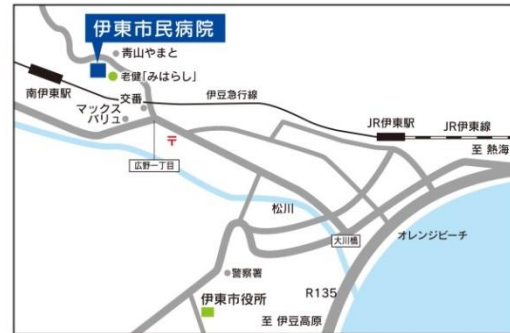 伊東市民病院
青山やまと
老健「みはらし」
南伊東駅
交番
マックス
バリュ
伊豆急行線
JR伊東駅
JR伊東線
至 熱海
〒
広野一丁目
松川
大川橋
オレンジビーチ
警察署
伊東市役所
R135
至 伊豆高原